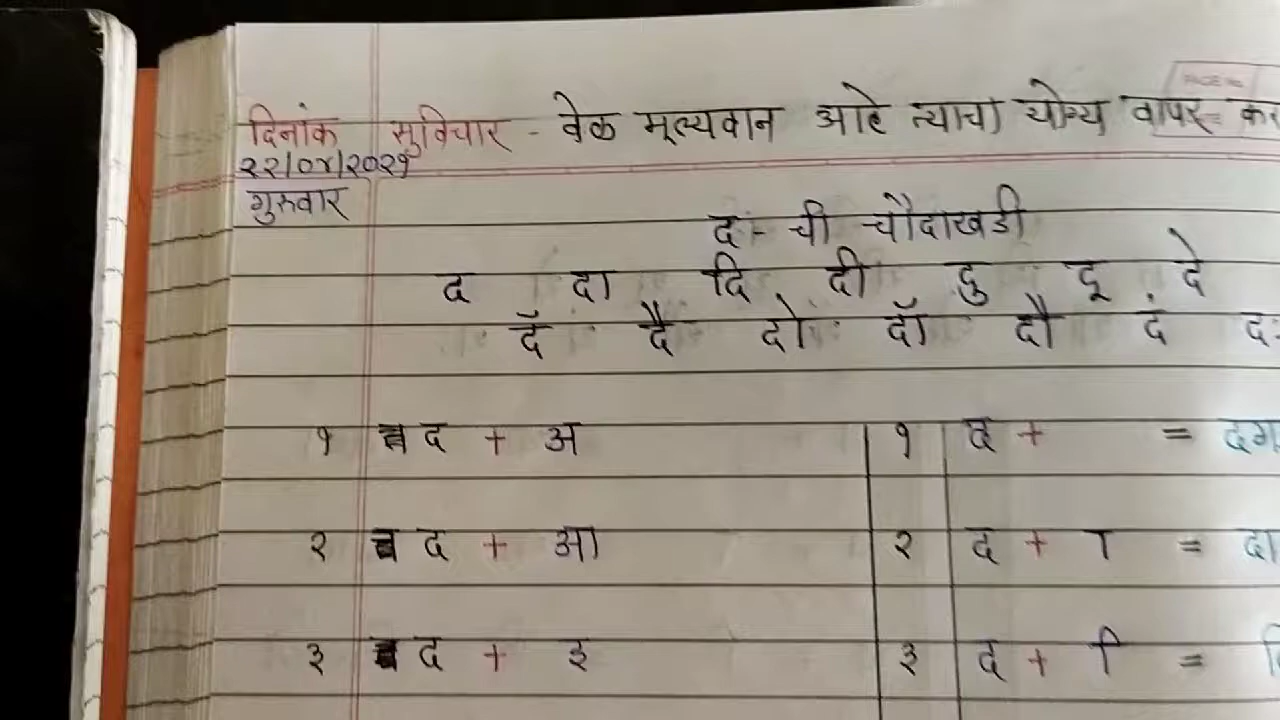 दिनांक सुविचार - वेळ मूल्यवान आहे त्याचा योग्य वापर
२२/०४/२०२१
गुरुवार
द - ची चौदाखडी
द दा दि दी दु दू दे
दॅ दै दो दॉ दौ दं द:
१ द + अ १ द + =
२ द + आ २ द + ा = दा
३ द + इ ३ द + ि =